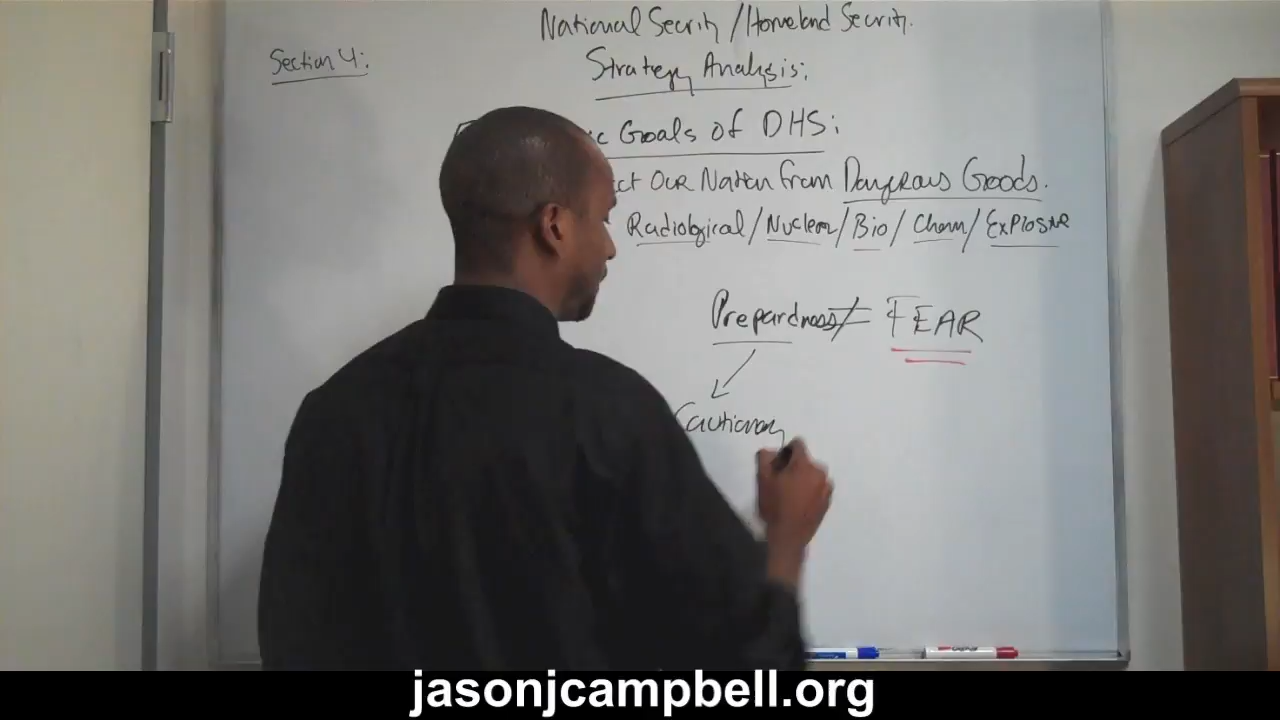 National Security / Homeland Security.
Section 4:
Strategy Analysis:
Goals of DHS:
Our Nation from Dangerous Goods.
Radiological / Nuclear / Bio / Chem / Explosive
Prepardness ≠ FEAR
Cautionary
jasonjcampbell.org